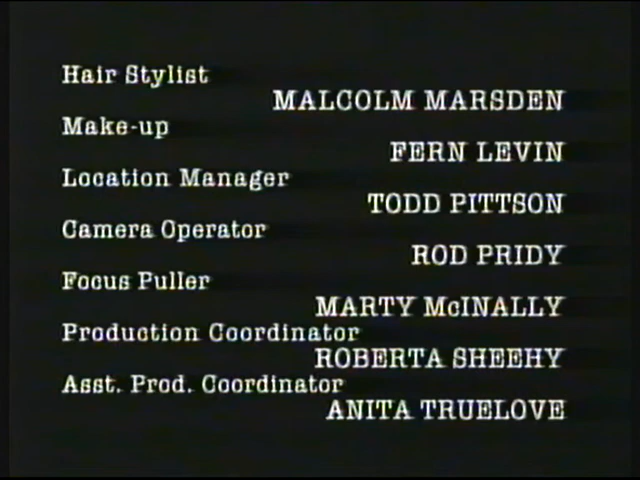 Hair Stylist
MALCOLM MARSDEN
Make-up
FERN LEVIN
Location Manager
TODD PITTSON
Camera Operator
ROD PRIDY
Focus Puller
MARTY McINALLY
Production Coordinator
ROBERTA SHEEHY
Asst. Prod. Coordinator
ANITA TRUELOVE